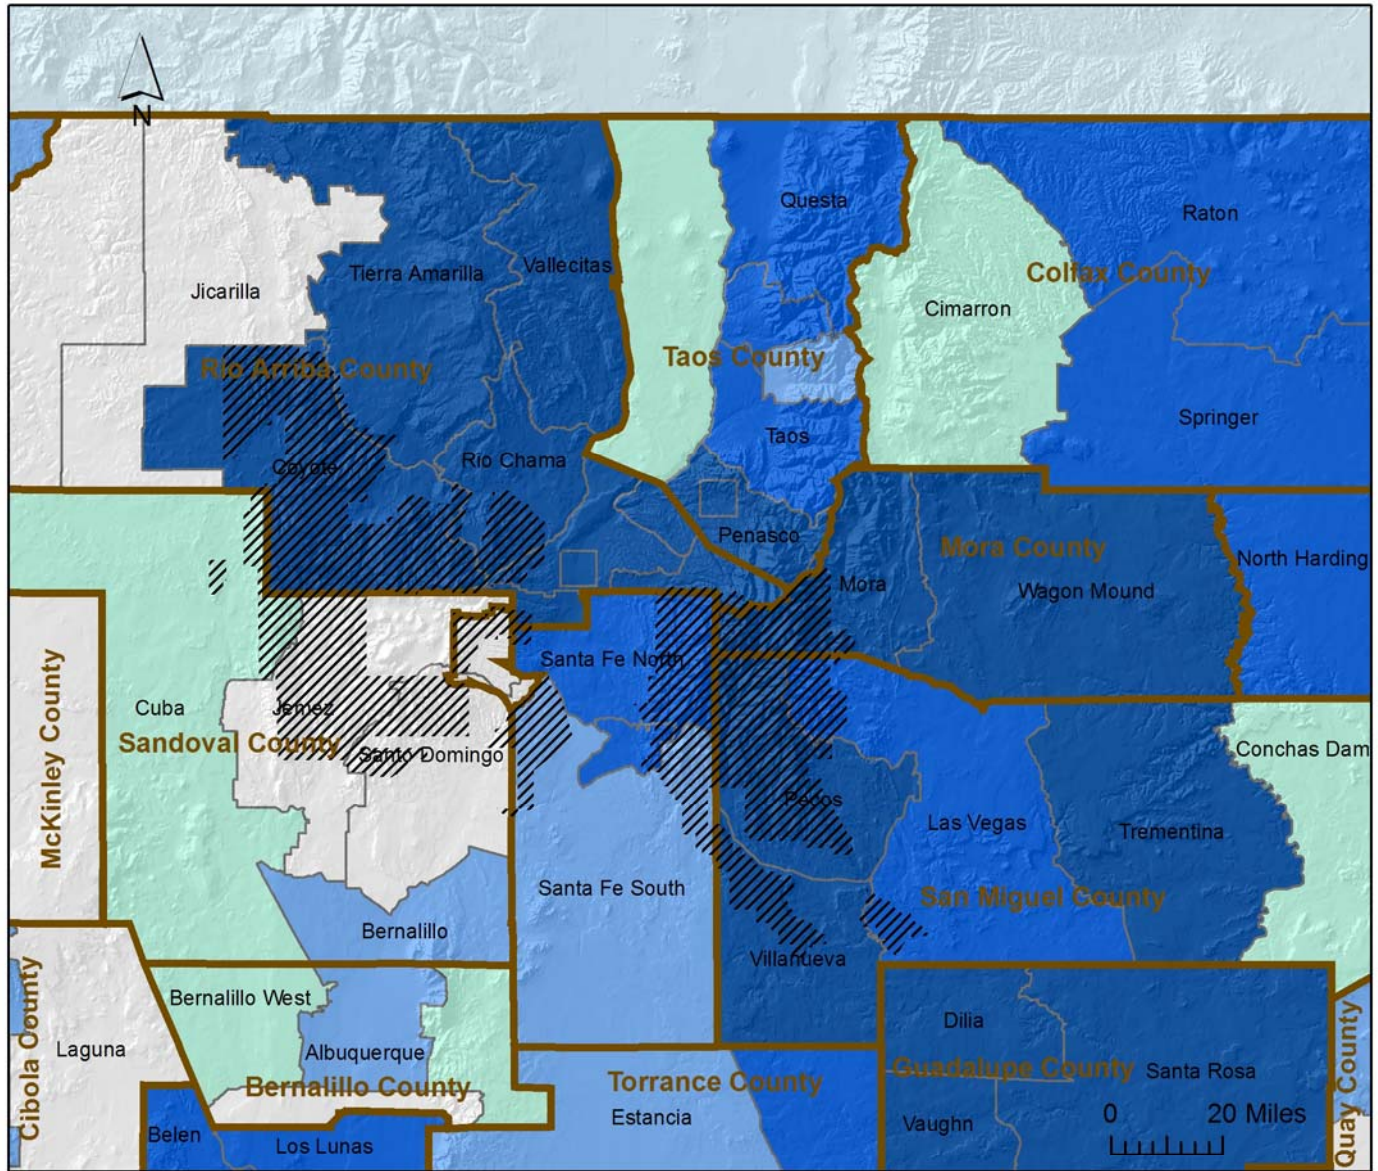 N
Questa
Raton
Tierra Amarilla
Vallecitas
Jicarilla
Colfax County
Cimarron
Rio Arriba County
Taos County
Springer
Taos
Coyote
Rio Chama
Penasco
Mora County
North Harding
Mora
Wagon Mound
Santa Fe North
McKinley County
Cuba
Jemez
Sandoval County
Santo Domingo
Conchas Dam
Pecos
Las Vegas
Trementina
Santa Fe South
San Miguel County
Bernalillo
Villanueva
Bernalillo West
Dilia
Cibola County
Laguna
Albuquerque
Guadalupe County
Santa Rosa
Bernalillo County
Torrance County
Estancia
Quay County
0 20 Miles
Vaughn
Belen
Los Lunas